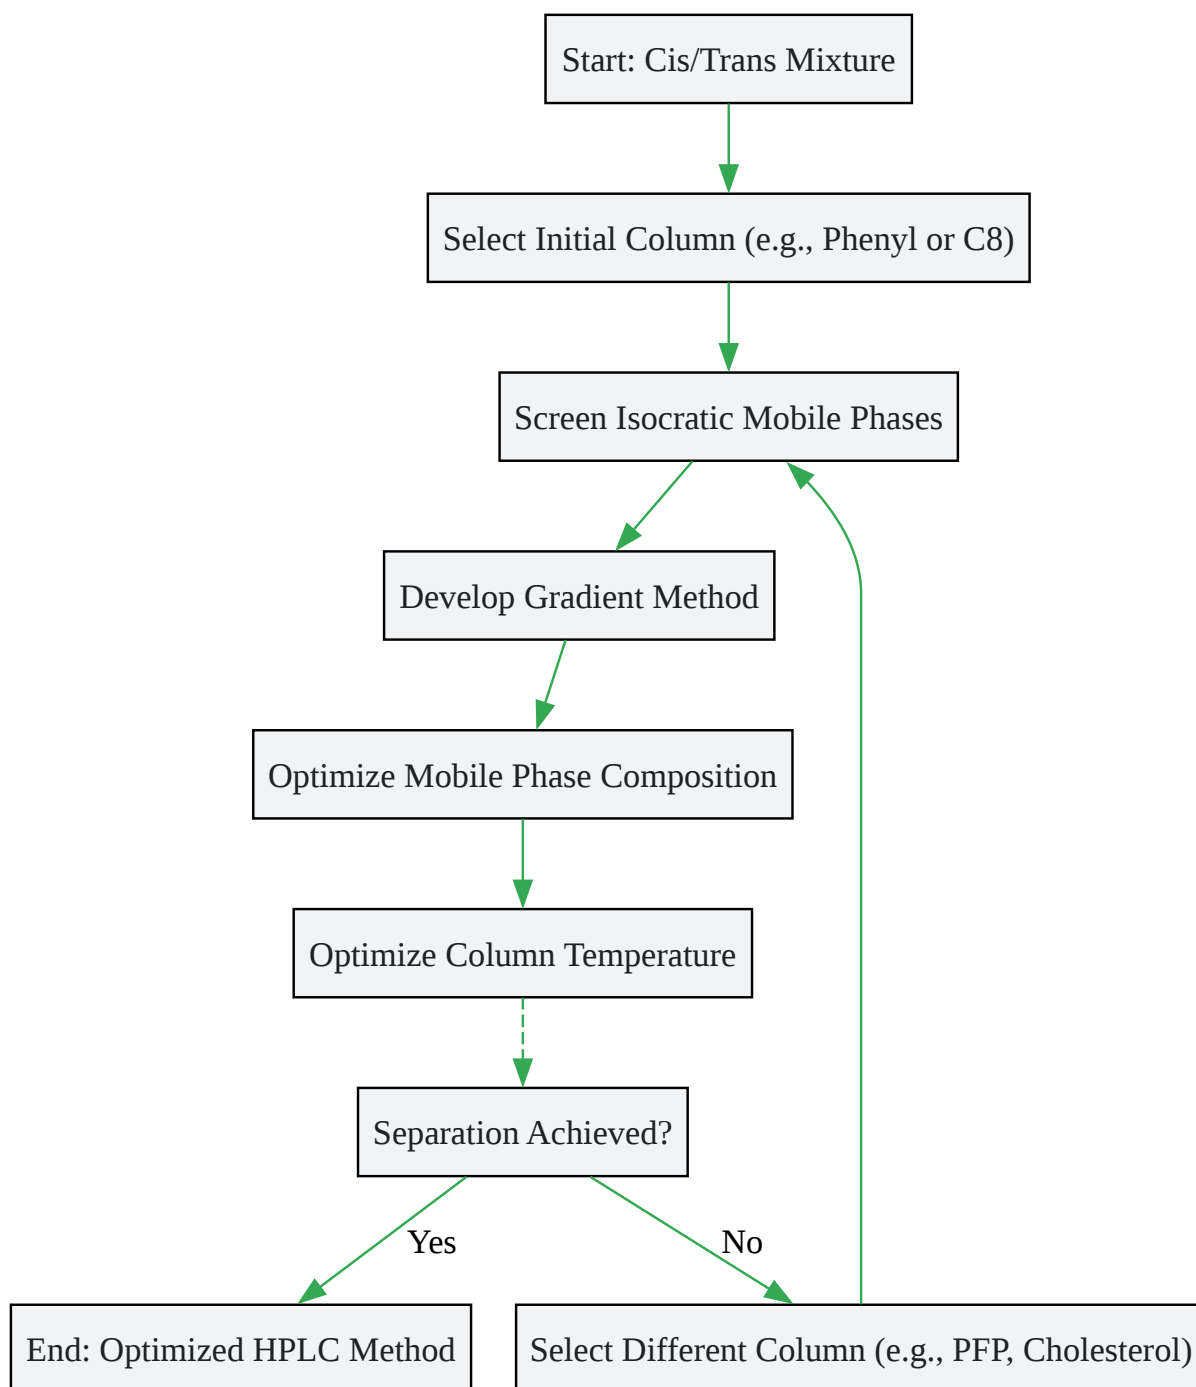 Start: Cis/Trans Mixture
Select Initial Column (e.g., Phenyl or C8)
Screen Isocratic Mobile Phases
Develop Gradient Method
Optimize Mobile Phase Composition
Optimize Column Temperature
Separation Achieved?
Yes
No
End: Optimized HPLC Method
Select Different Column (e.g., PFP, Cholesterol)